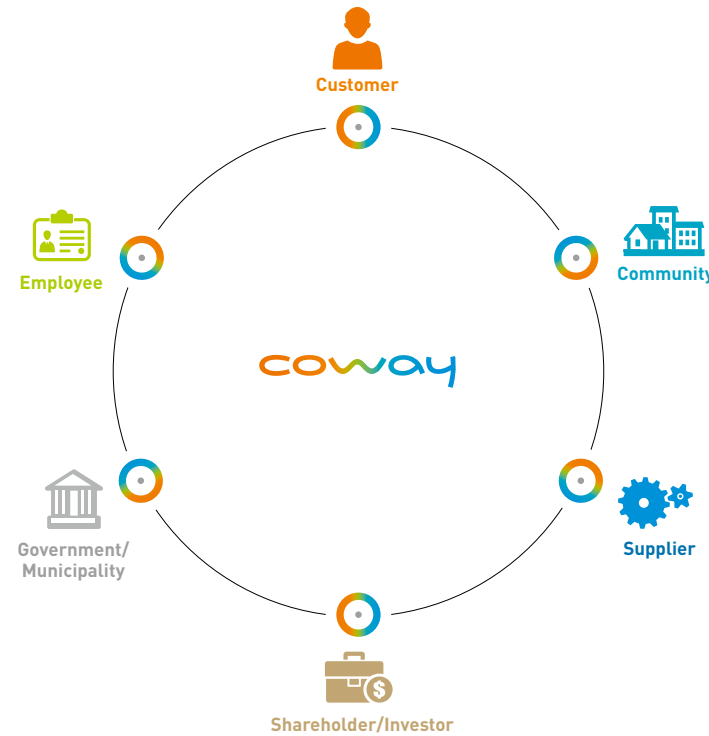 Customer
Employee
Community
coway
Government/
Municipality
Supplier
$
Shareholder/Investor